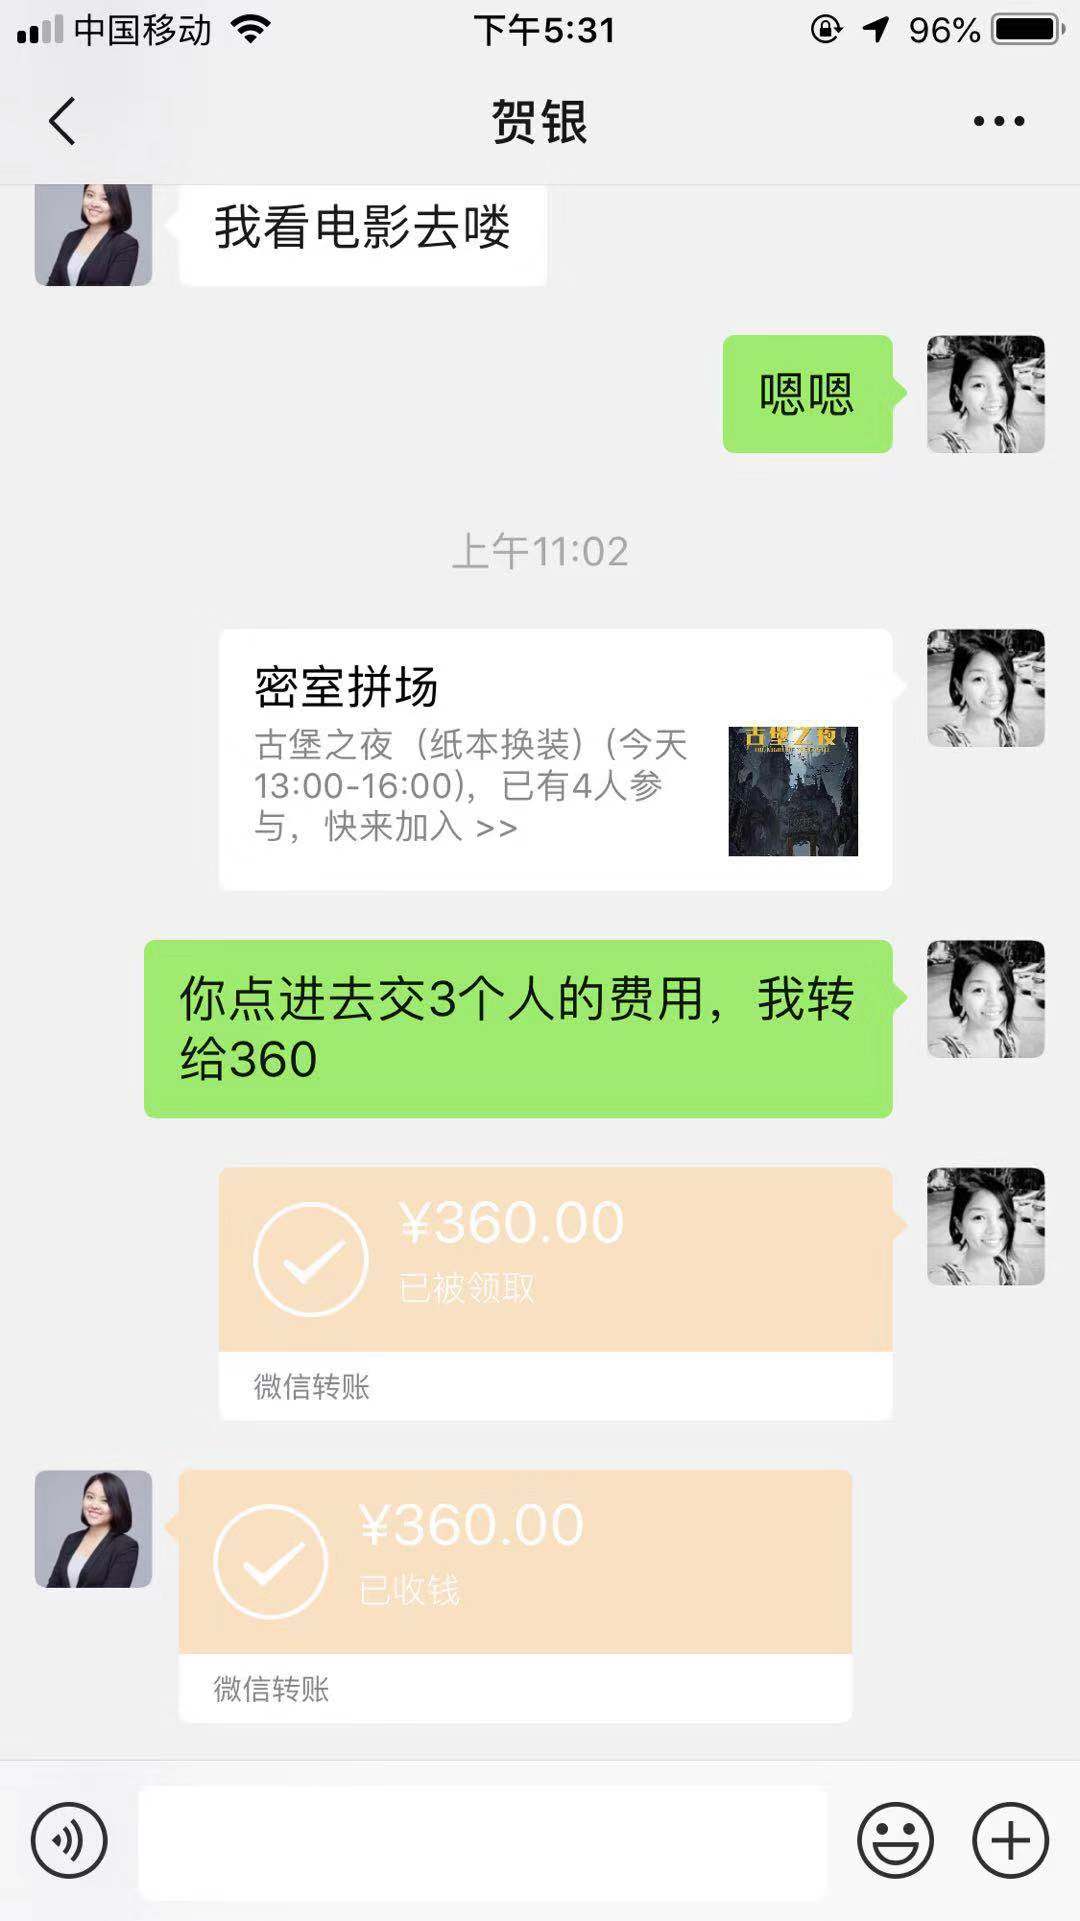 中国移动
下午5:31
96%
贺银
我看电影去喽
嗯嗯
上午11:02
密室拼场
古堡之夜（纸本换装）(今天
13:00-16:00)，已有4人参
与，快来加入 >>
古堡之夜
你点进去交3个人的费用，我转
给360
¥360.00
已被领取
微信转账
¥360.00
已收钱
微信转账